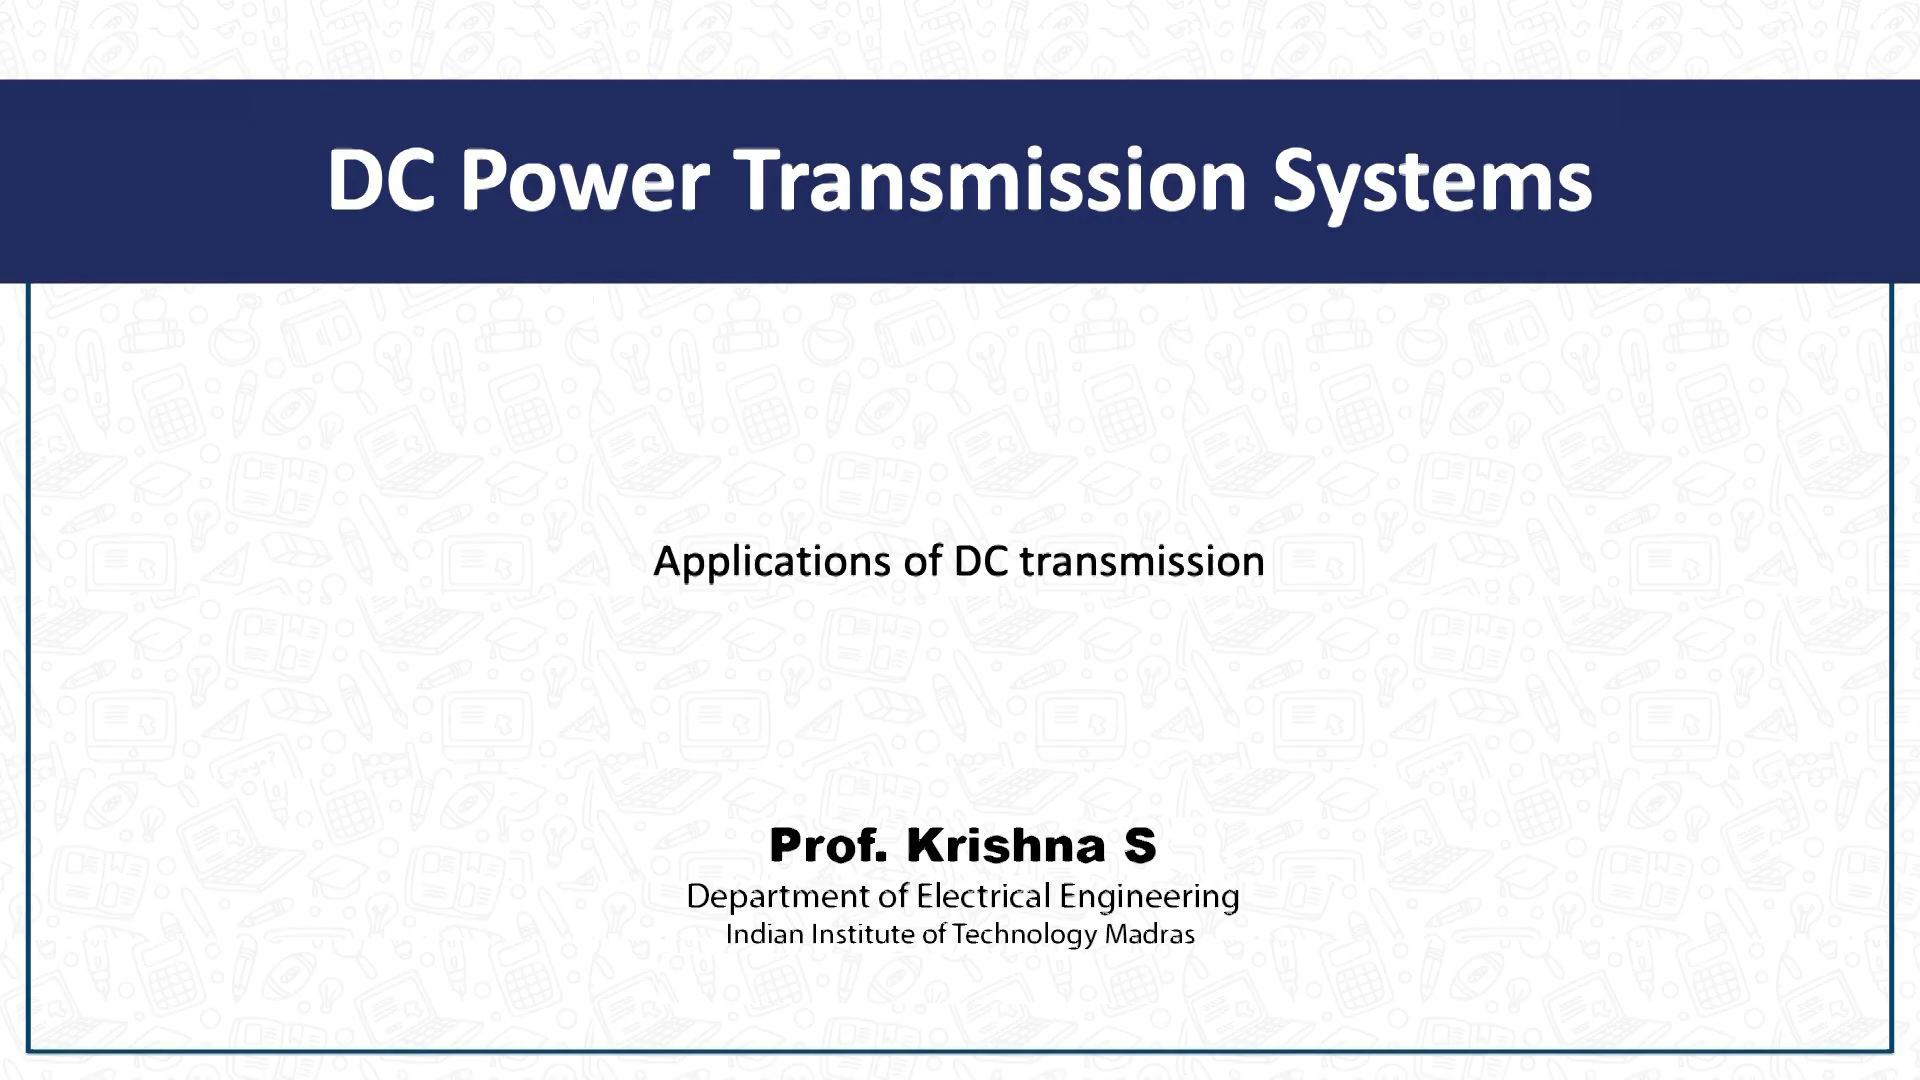 DC Power Transmission Systems
Applications of DC transmission
Prof. Krishna S
Department of Electrical Engineering
Indian Institute of Technology Madras